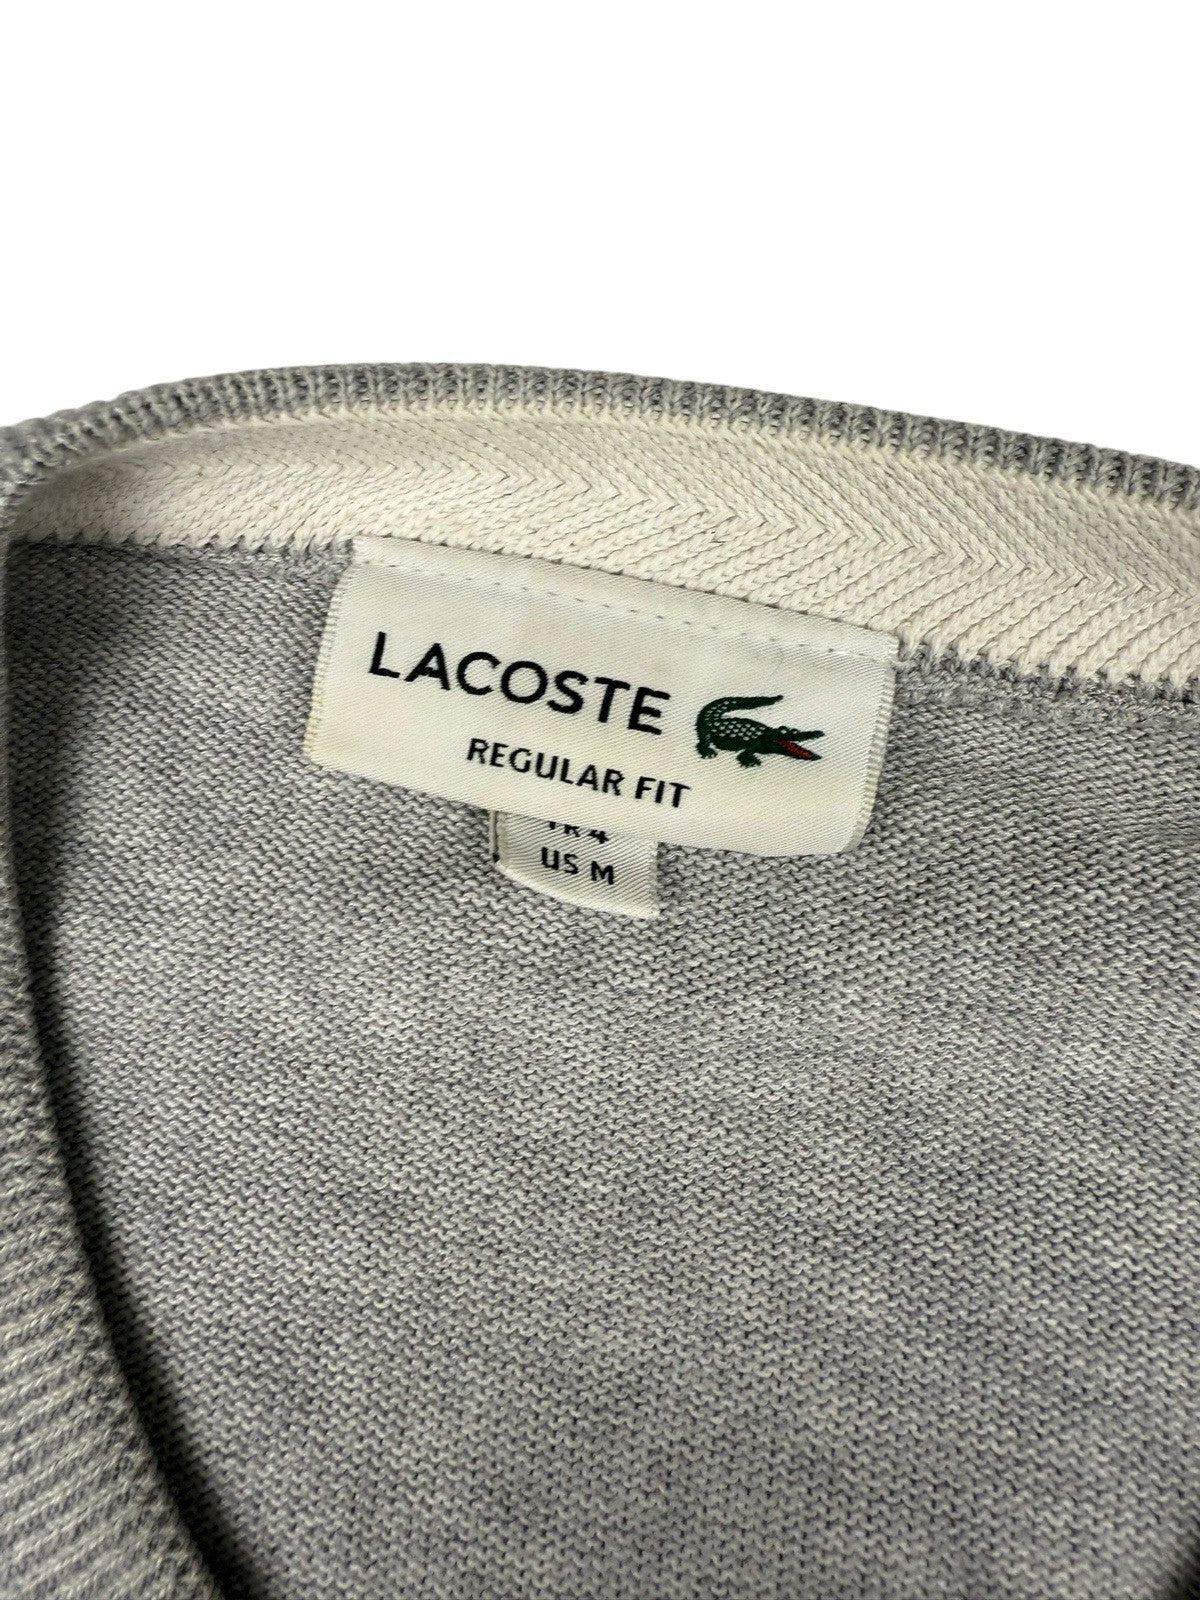 LACOSTE
REGULAR FIT
FR 4
US M